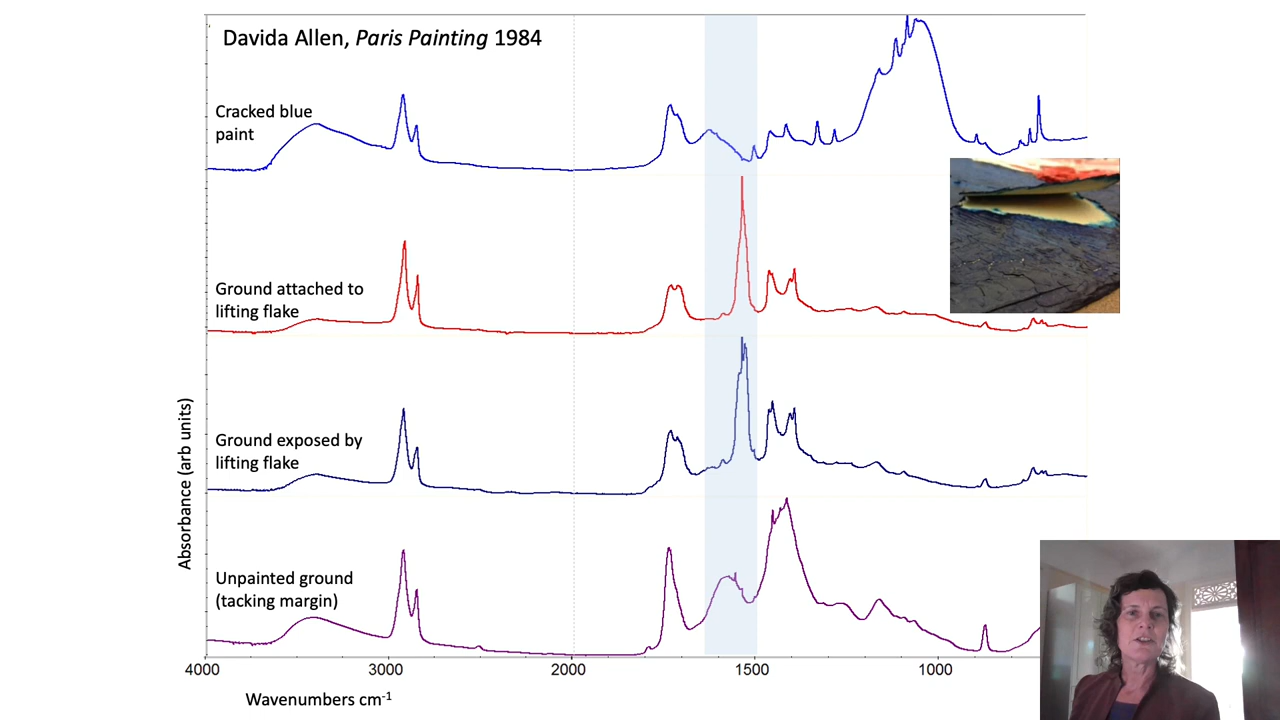 Davida Allen, Paris Painting 1984
Cracked blue
paint
Ground attached to
lifting flake
Ground exposed by
lifting flake
Unpainted ground
(tacking margin)
Absorbance (arb units)
4000 3000 2000 1500 1000
Wavenumbers cm-1